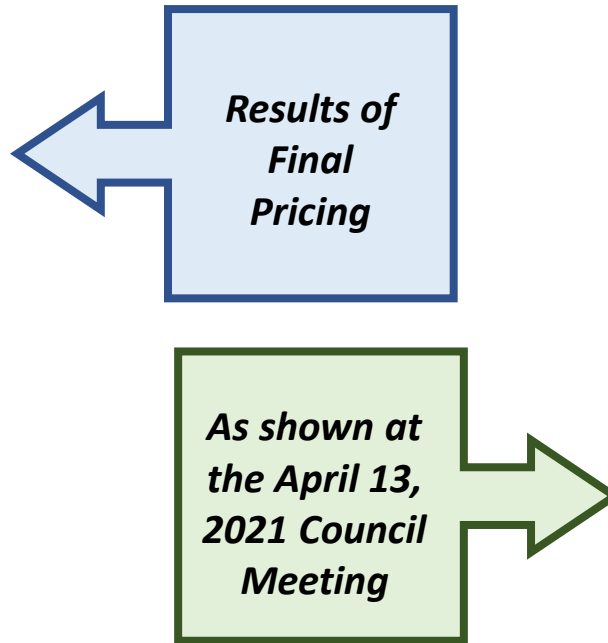 Results of
Final
Pricing
As shown at
the April 13,
2021 Council
Meeting